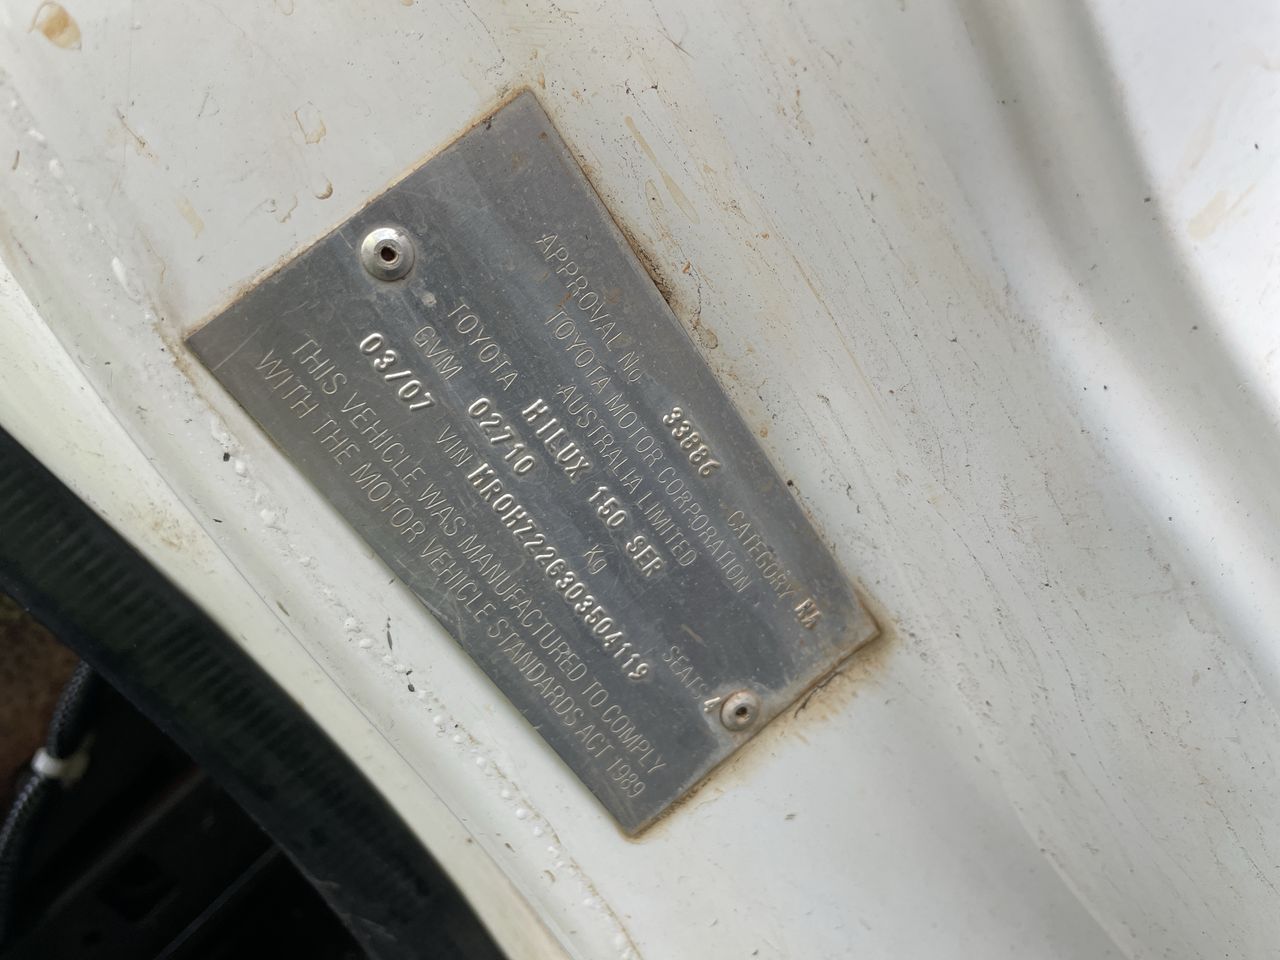 APPROVAL No 33886 CATEGORY NA
TOYOTA MOTOR CORPORATION
AUSTRALIA LIMITED
TOYOTA HILUX 150 SER
GVM 02710 KG SEATS 4
03/07 VIN MR0HZ22G303504119
THIS VEHICLE WAS MANUFACTURED TO COMPLY
WITH THE MOTOR VEHICLE STANDARDS ACT 1989